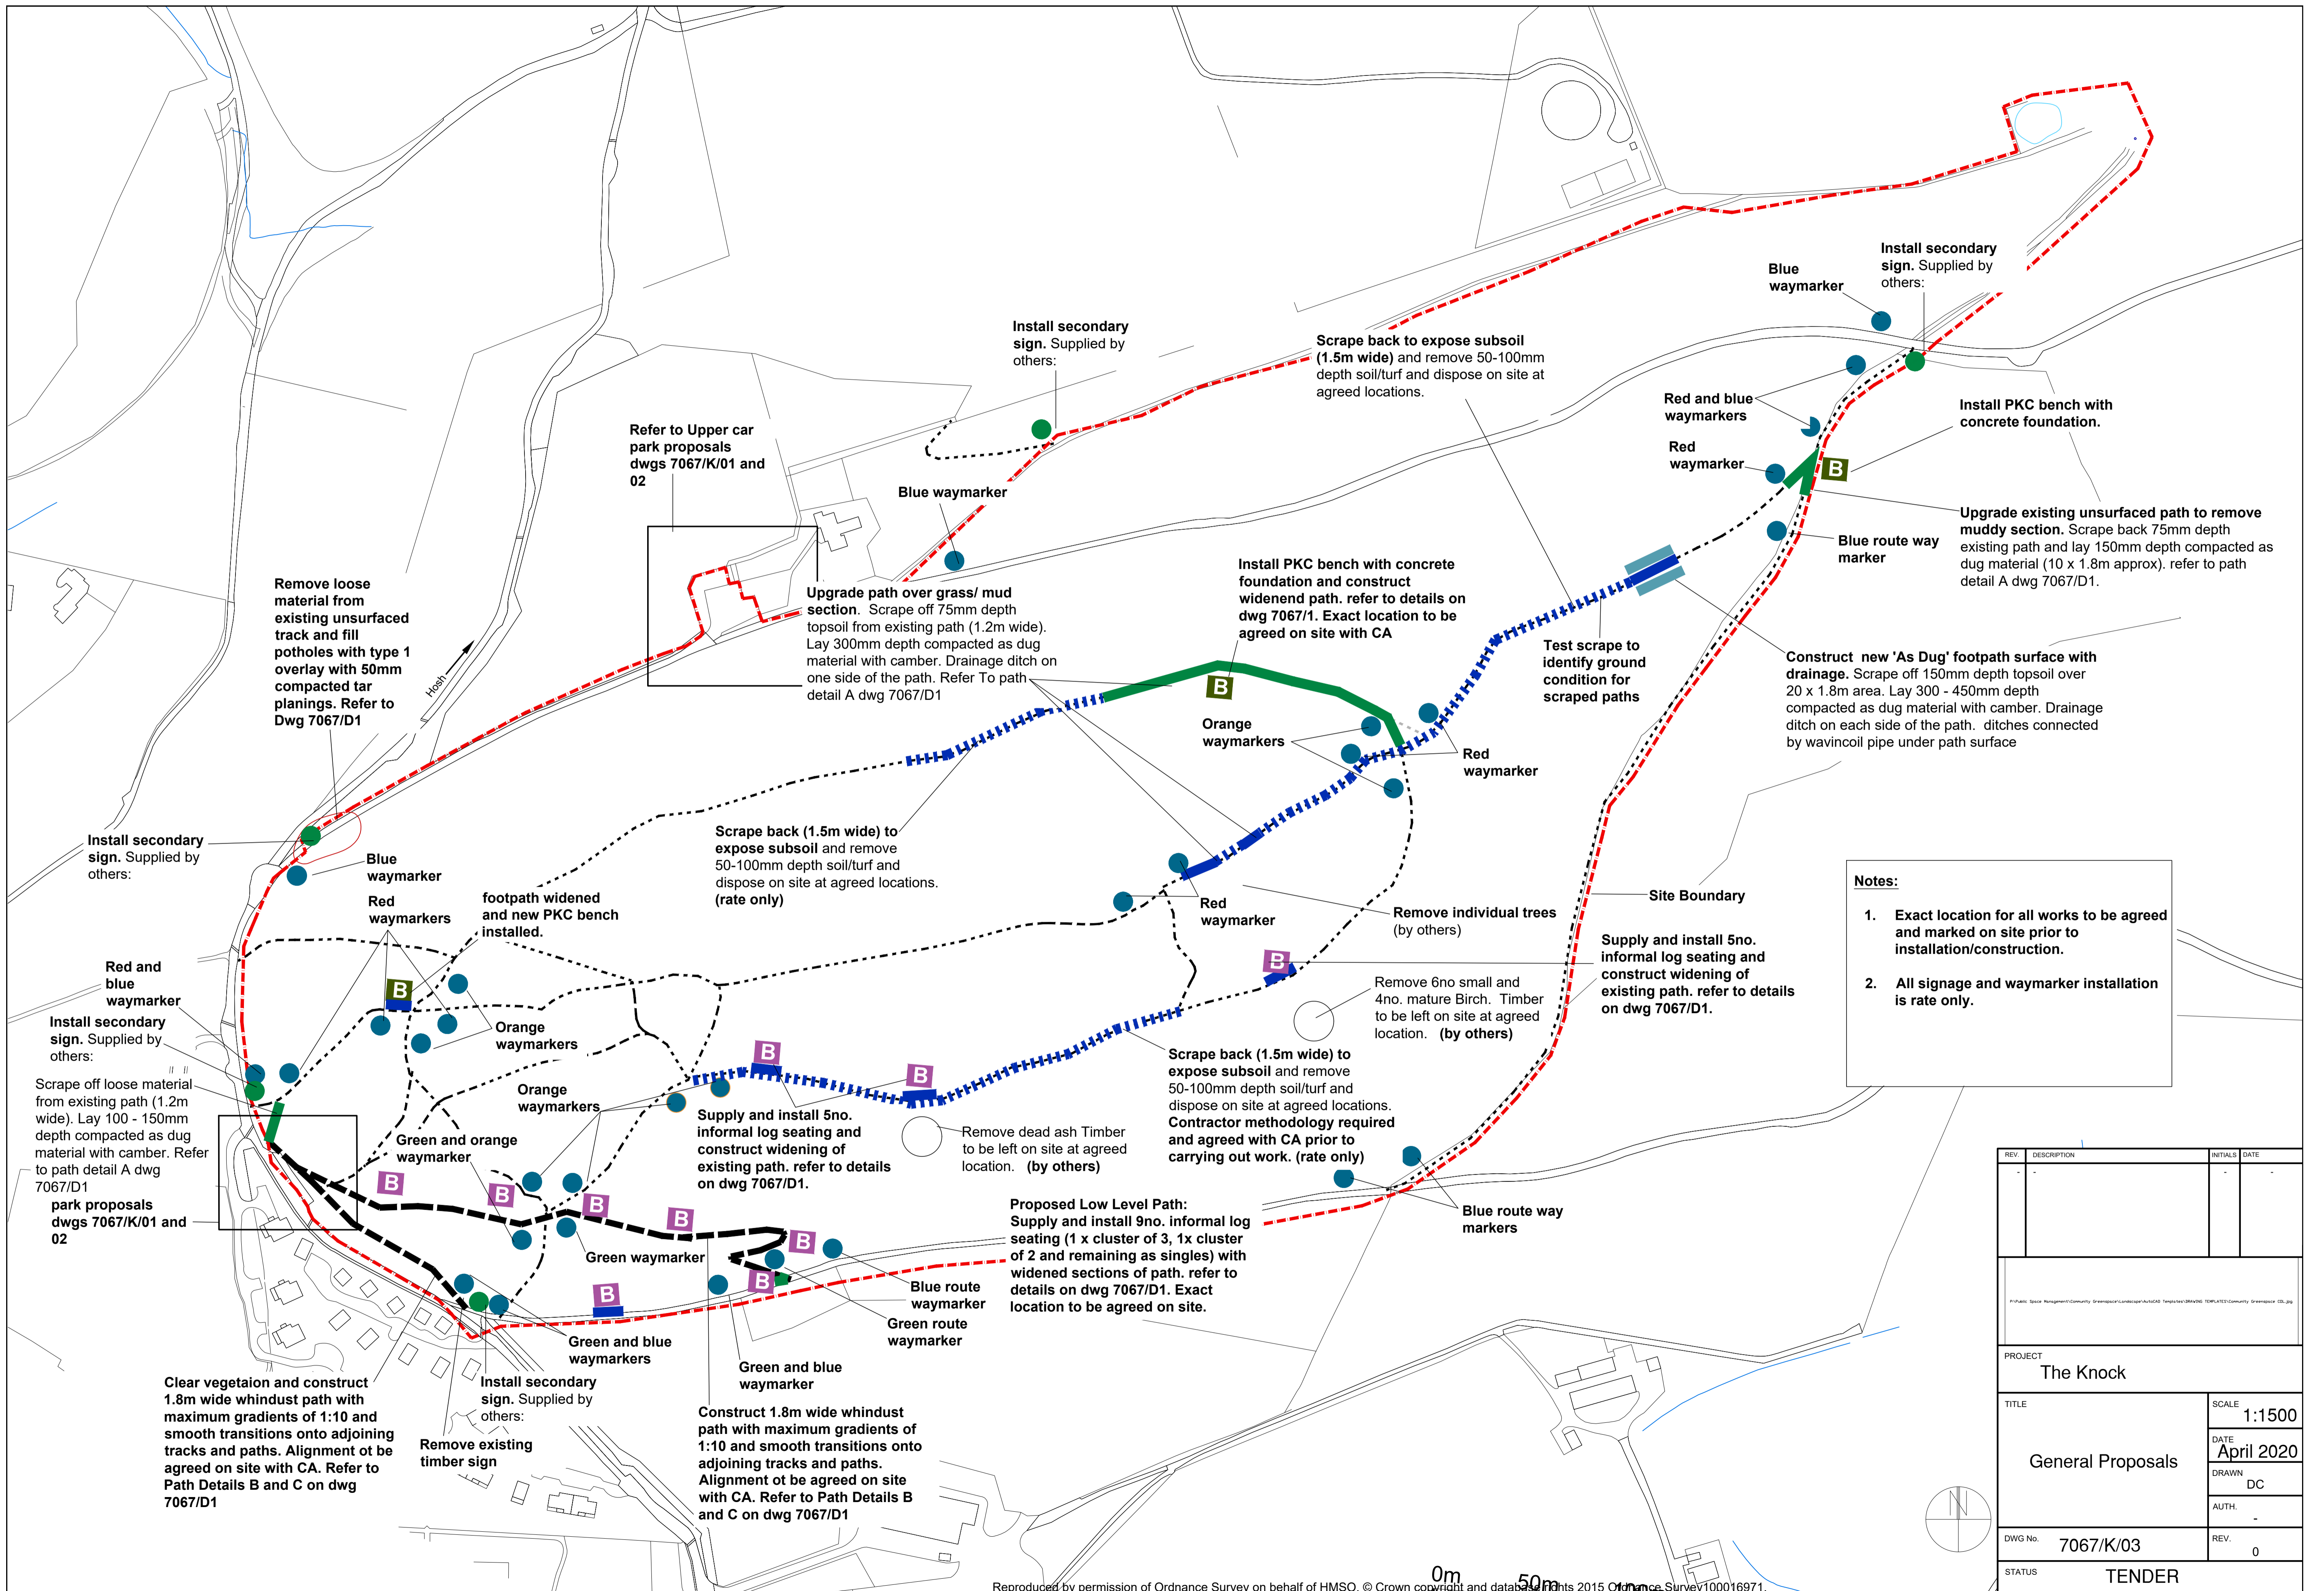 Install secondary
sign. Supplied by
others:
Blue
waymarker
Install secondary
sign. Supplied by
others:
Scrape back to expose subsoil
(1.5m wide) and remove 50-100mm
depth soil/turf and dispose on site at
agreed locations.
Red and blue
waymarkers
Install PKC bench with
concrete foundation.
Refer to Upper car
park proposals
dwgs 7067/K/01 and
02
Red
waymarker
B
Blue waymarker
Upgrade existing unsurfaced path to remove
muddy section. Scrape back 75mm depth
existing path and lay 150mm depth compacted as
dug material (10 x 1.8m approx). refer to path
detail A dwg 7067/D1.
Blue route way
marker
Install PKC bench with concrete
foundation and construct
widenend path. refer to details on
dwg 7067/1. Exact location to be
agreed on site with CA
Remove loose
material from
existing unsurfaced
track and fill
potholes with type 1
overlay with 50mm
compacted tar
planings. Refer to
Dwg 7067/D1
Hosh
Upgrade path over grass/ mud
section. Scrape off 75mm depth
topsoil from existing path (1.2m wide).
Lay 300mm depth compacted as dug
material with camber. Drainage ditch on
one side of the path. Refer To path
detail A dwg 7067/D1
B
Test scrape to
identify ground
condition for
scraped paths
Construct new 'As Dug' footpath surface with
drainage. Scrape off 150mm depth topsoil over
20 x 1.8m area. Lay 300 - 450mm depth
compacted as dug material with camber. Drainage
ditch on each side of the path. ditches connected
by wavincoil pipe under path surface
Orange
waymarkers
Red
waymarker
Install secondary
sign. Supplied by
others:
Blue
waymarker
Scrape back (1.5m wide) to
expose subsoil and remove
50-100mm depth soil/turf and
dispose on site at agreed locations.
(rate only)
Red
waymarkers
footpath widened
and new PKC bench
installed.
Red
waymarker
Remove individual trees
(by others)
Site Boundary
Notes:
1. Exact location for all works to be agreed
and marked on site prior to
installation/construction.
2. All signage and waymarker installation
is rate only.
Supply and install 5no.
informal log seating and
construct widening of
existing path. refer to details
on dwg 7067/D1.
B
Red and
blue
waymarker
B
Remove 6no small and
4no. mature Birch. Timber
to be left on site at agreed
location. (by others)
Install secondary
sign. Supplied by
others:
Orange
waymarkers
B
B
Scrape back (1.5m wide) to
expose subsoil and remove
50-100mm depth soil/turf and
dispose on site at agreed locations.
Contractor methodology required
and agreed with CA prior to
carrying out work. (rate only)
Scrape off loose material
from existing path (1.2m
wide). Lay 100 - 150mm
depth compacted as dug
material with camber. Refer
to path detail A dwg
7067/D1
park proposals
dwgs 7067/K/01 and
02
Orange
waymarkers
Supply and install 5no.
informal log seating and
construct widening of
existing path. refer to details
on dwg 7067/D1.
Remove dead ash Timber
to be left on site at agreed
location. (by others)
Green and orange
waymarker
B
B
B
B
B
B
B
Green waymarker
Proposed Low Level Path:
Supply and install 9no. informal log
seating (1 x cluster of 3, 1x cluster
of 2 and remaining as singles) with
widened sections of path. refer to
details on dwg 7067/D1. Exact
location to be agreed on site.
Blue route way
markers
Blue route
waymarker
Green route
waymarker
Green and blue
waymarkers
Green and blue
waymarker
Install secondary
sign. Supplied by
others:
Remove existing
timber sign
Clear vegetaion and construct
1.8m wide whindust path with
maximum gradients of 1:10 and
smooth transitions onto adjoining
tracks and paths. Alignment ot be
agreed on site with CA. Refer to
Path Details B and C on dwg
7067/D1
Construct 1.8m wide whindust
path with maximum gradients of
1:10 and smooth transitions onto
adjoining tracks and paths.
Alignment ot be agreed on site
with CA. Refer to Path Details B
and C on dwg 7067/D1
N
REV. DESCRIPTION INITIALS DATE
- - - -
P:\Public Space Management\Community Greenspace\Landscape\AutoCAD Templates\DRAWING TEMPLATES\Community Greenspace COL.jpg
PROJECT
The Knock
TITLE
General Proposals
SCALE
1:1500
DATE
April 2020
DRAWN
DC
AUTH.
-
DWG No. 7067/K/03
REV.
0
STATUS TENDER
0m 50m
Reproduced by permission of Ordnance Survey on behalf of HMSO. © Crown copyright and database rights 2015 Ordnance Survey100016971.